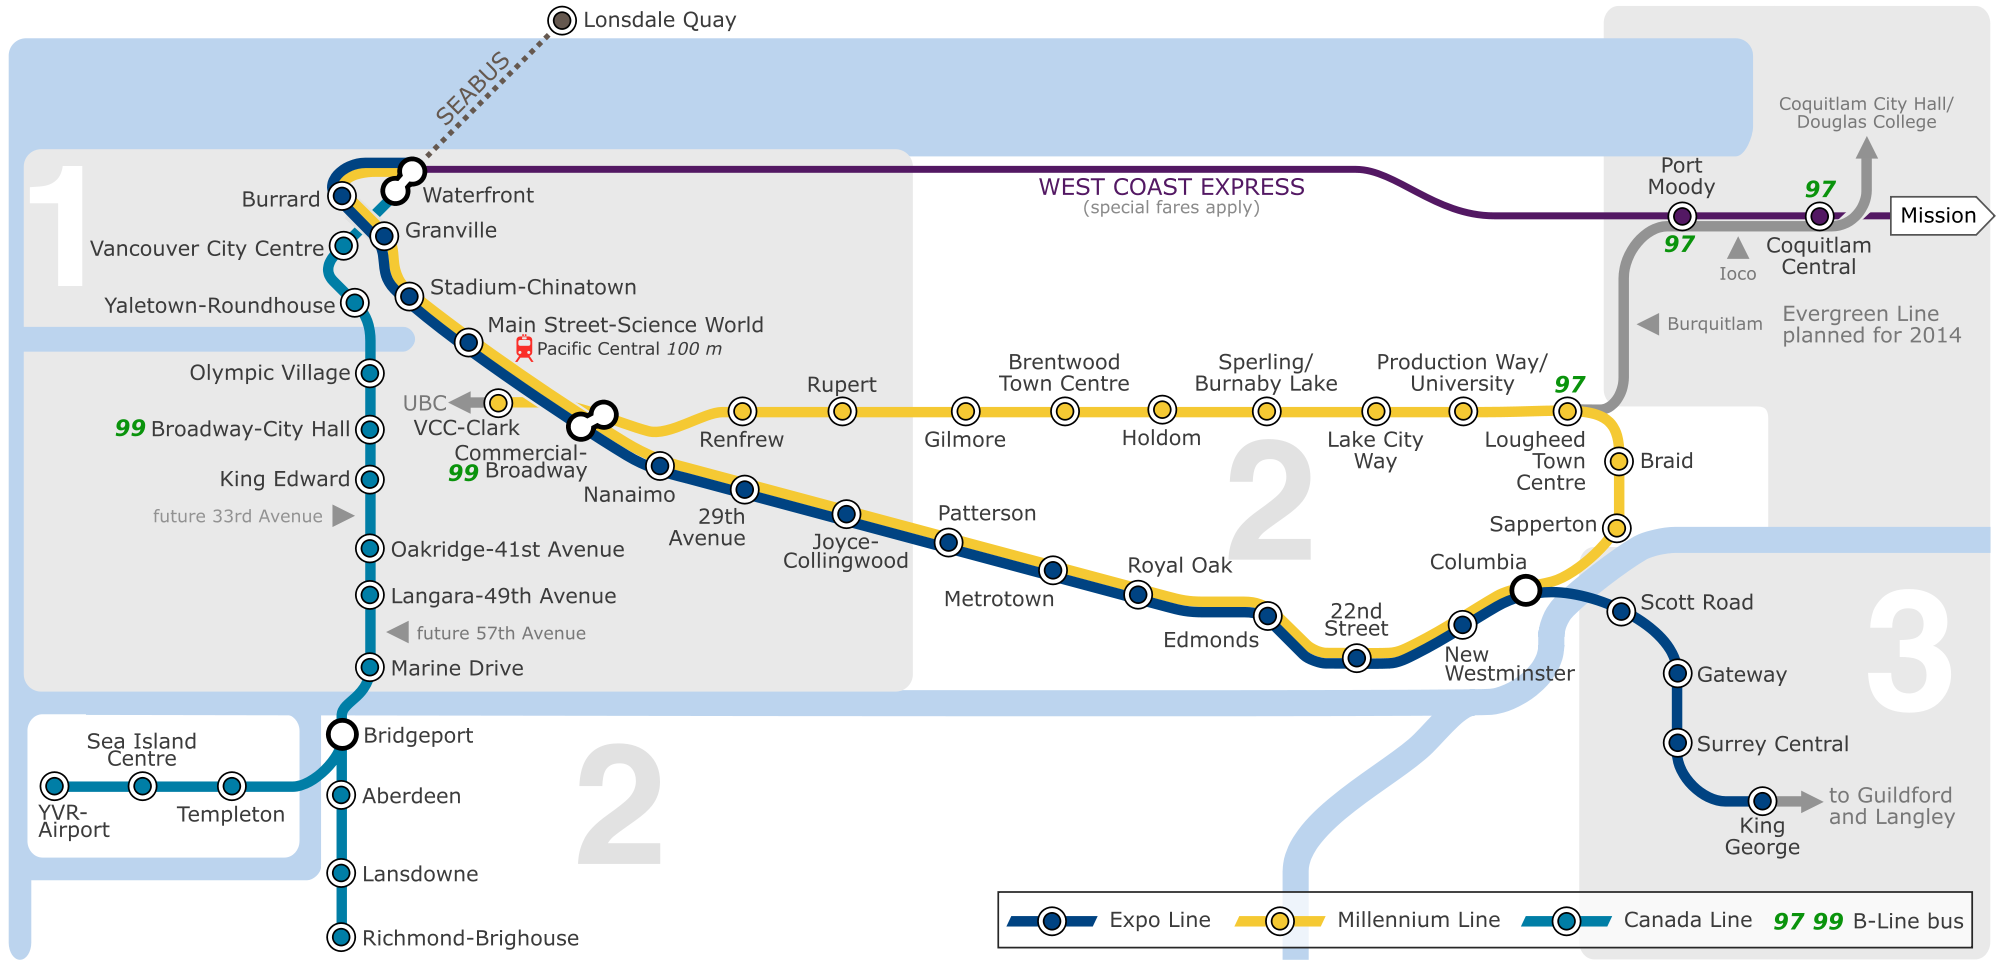 Lonsdale Quay
SEABUS
Coquitlam City Hall/
Douglas College
1
Burrard
Waterfront
WEST COAST EXPRESS
(special fares apply)
Port
Moody
97
97
Mission
Granville
Vancouver City Centre
Coquitlam
Central
Ioco
Stadium-Chinatown
Yaletown-Roundhouse
Main Street-Science World
Pacific Central 100 m
Burquitlam
Evergreen Line
planned for 2014
Olympic Village
UBC
VCC-Clark
Rupert
Renfrew
Brentwood
Town Centre
Gilmore
Holdom
Sperling/
Burnaby Lake
Production Way/
University
Lake City
Way
97
Lougheed
Town
Centre
99 Broadway-City Hall
Commercial-
99 Broadway
King Edward
Nanaimo
Braid
2
future 33rd Avenue
29th
Avenue
Patterson
Sapperton
Oakridge-41st Avenue
Joyce-
Collingwood
Royal Oak
Columbia
Langara-49th Avenue
Metrotown
22nd
Street
Scott Road
3
future 57th Avenue
Edmonds
New
Westminster
Marine Drive
Gateway
Bridgeport
Sea Island
Centre
Surrey Central
2
YVR-
Airport
Templeton
Aberdeen
to Guildford
and Langley
King
George
Lansdowne
Richmond-Brighouse
Expo Line
Millennium Line
Canada Line
97 99 B-Line bus